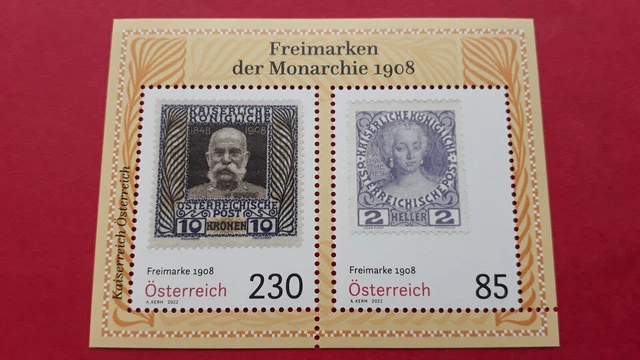 Freimarken
der Monarchie 1908
Kaiserreich Österreich
KAISERLICHE
KÖNIGLICHE
1848 1908
ÖSTERREICHISCHE
POST
10 KRONEN 10
Freimarke 1908
Österreich 230
A. KERN 2022
KAISERLICHE KÖNIGLICHE
ÖSTERREICHISCHE POST
2 HELLER 2
Freimarke 1908
Österreich 85
A. KERN 2022